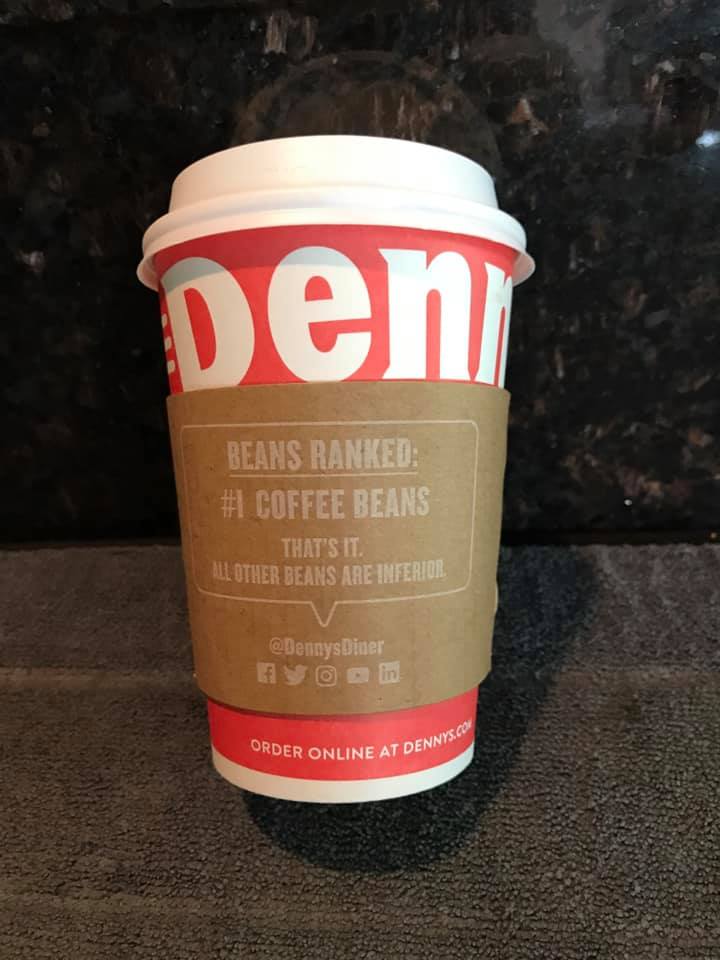 Denn
BEANS RANKED:
#1 COFFEE BEANS
THAT'S IT.
ALL OTHER BEANS ARE INFERIOR.
@DennysDiner
ORDER ONLINE AT DENNYS.COM